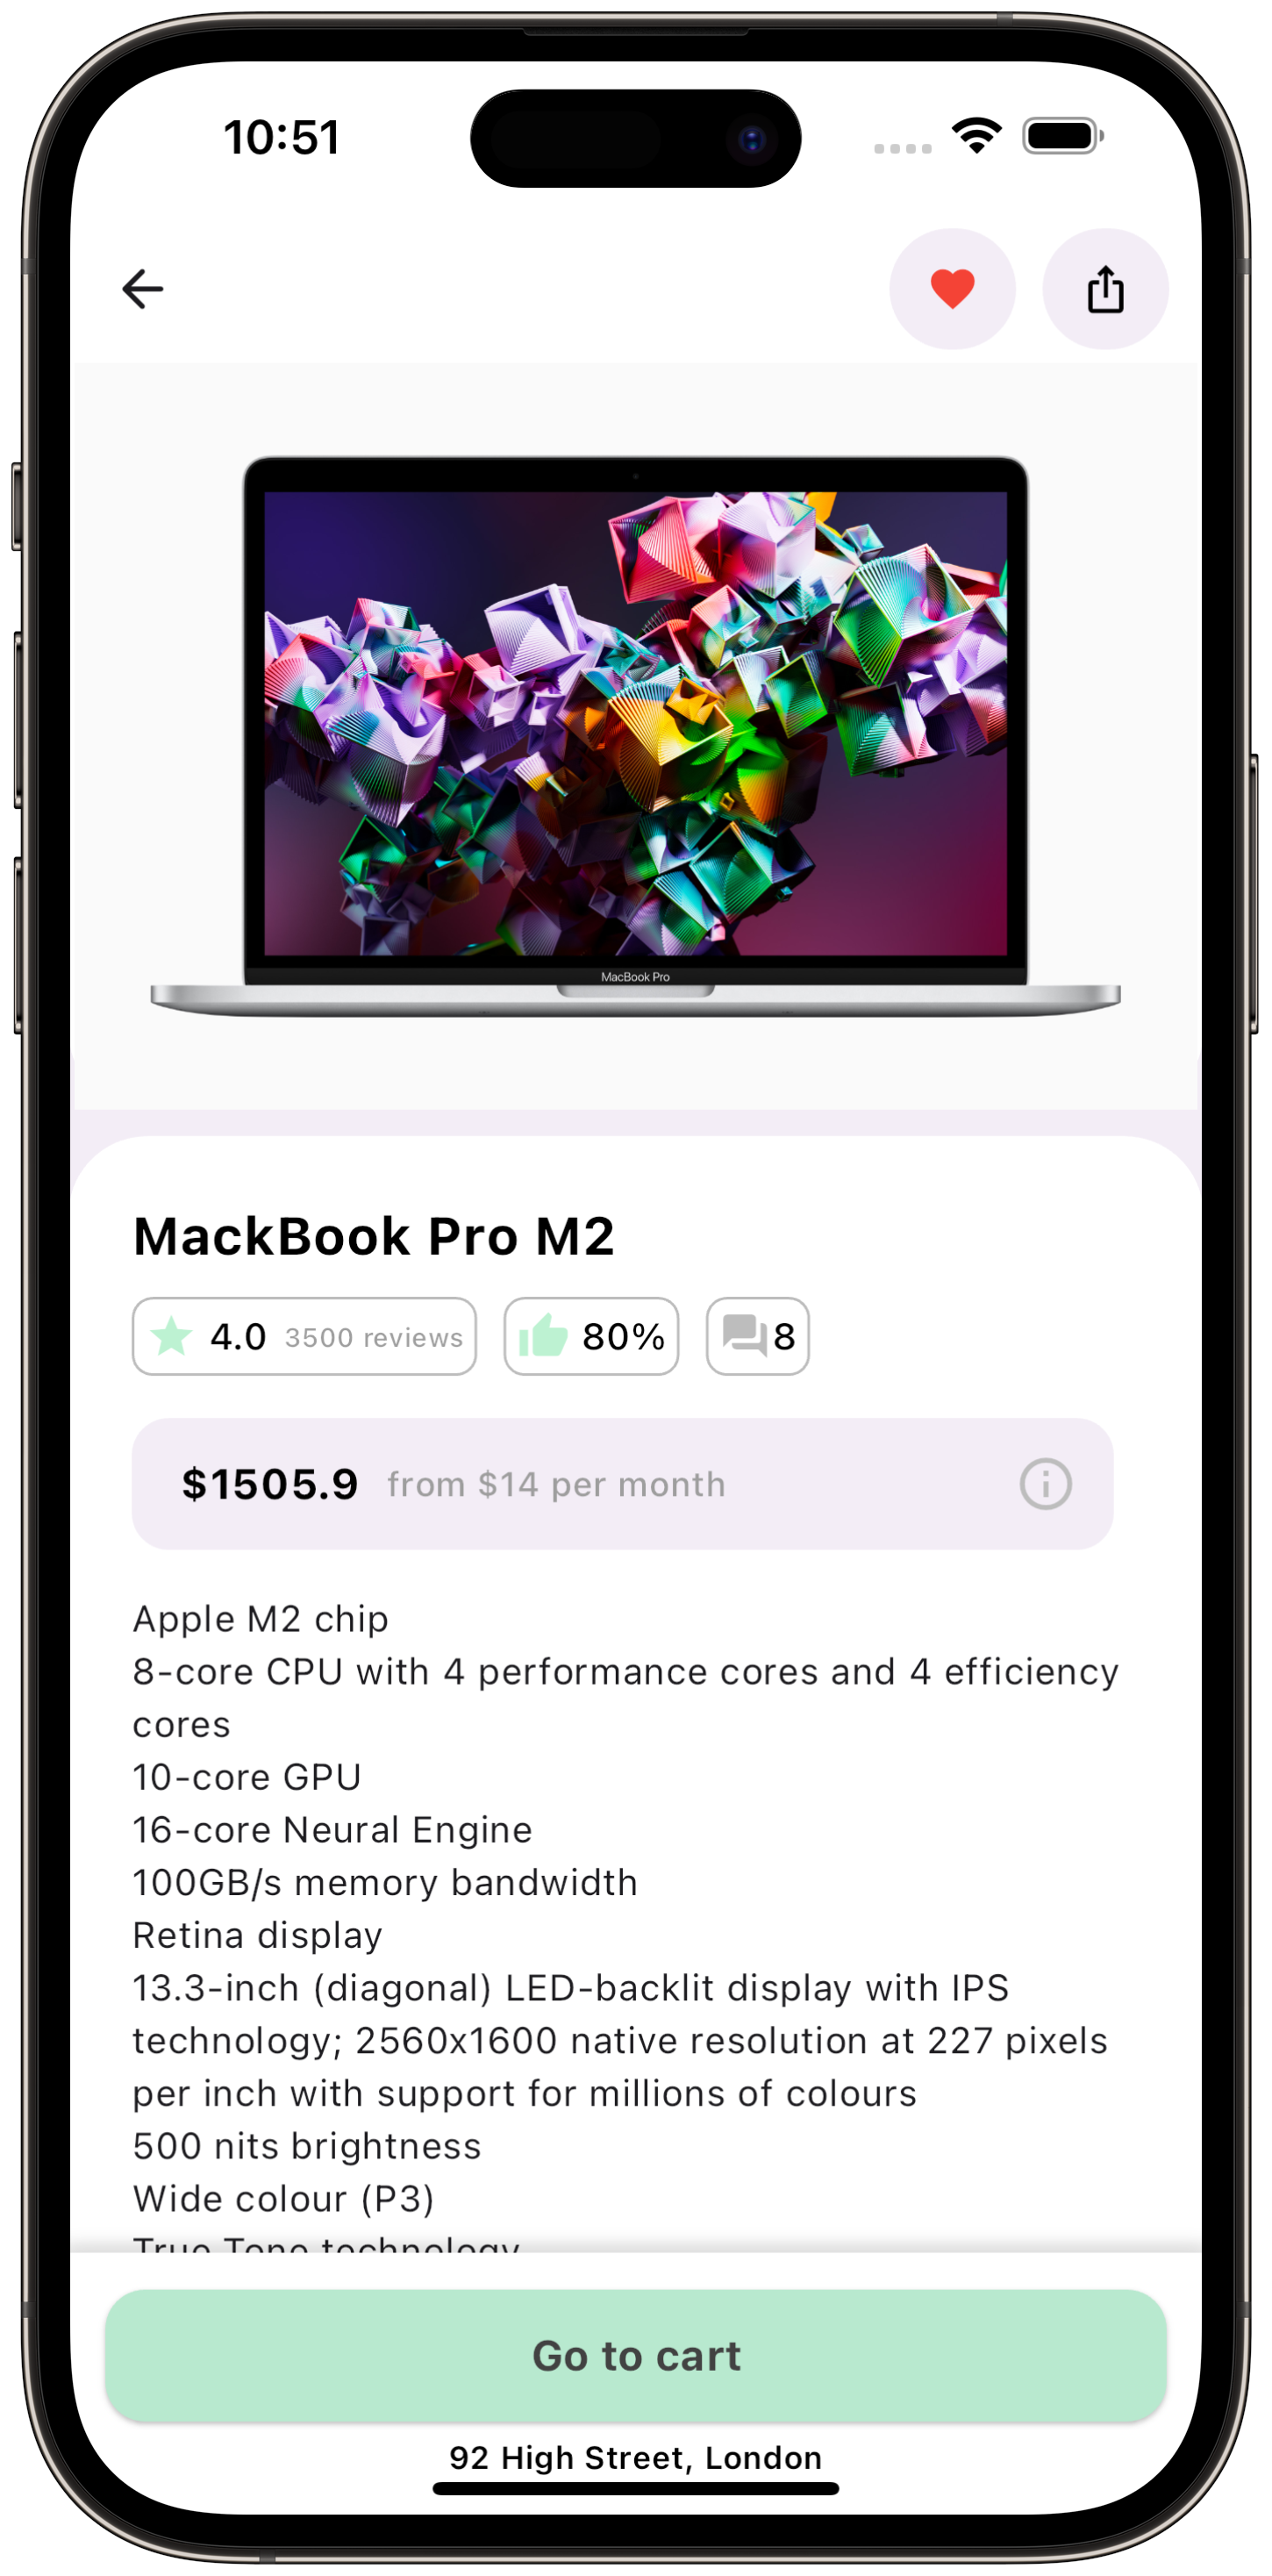 10:51
MacBook Pro
MackBook Pro M2
4.0 3500 reviews 80% 8
$1505.9 from $14 per month
Apple M2 chip
8-core CPU with 4 performance cores and 4 efficiency
cores
10-core GPU
16-core Neural Engine
100GB/s memory bandwidth
Retina display
13.3-inch (diagonal) LED-backlit display with IPS
technology; 2560x1600 native resolution at 227 pixels
per inch with support for millions of colours
500 nits brightness
Wide colour (P3)
True Tone technology
Go to cart
92 High Street, London